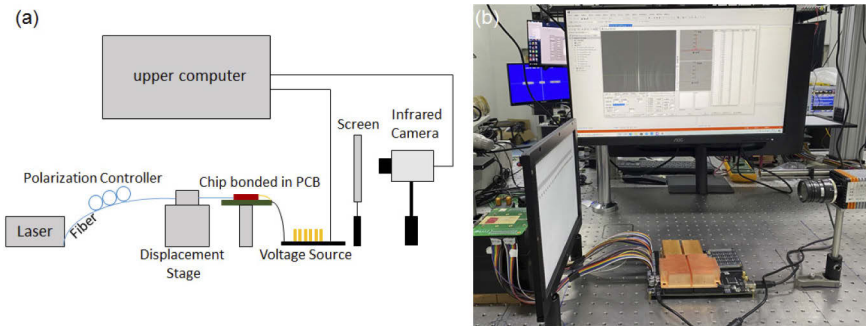 (a)
(b)
upper computer
Infrared
Camera
Screen
Polarization Controller
Chip bonded in PCB
Laser
Fiber
Displacement
Stage
Voltage Source